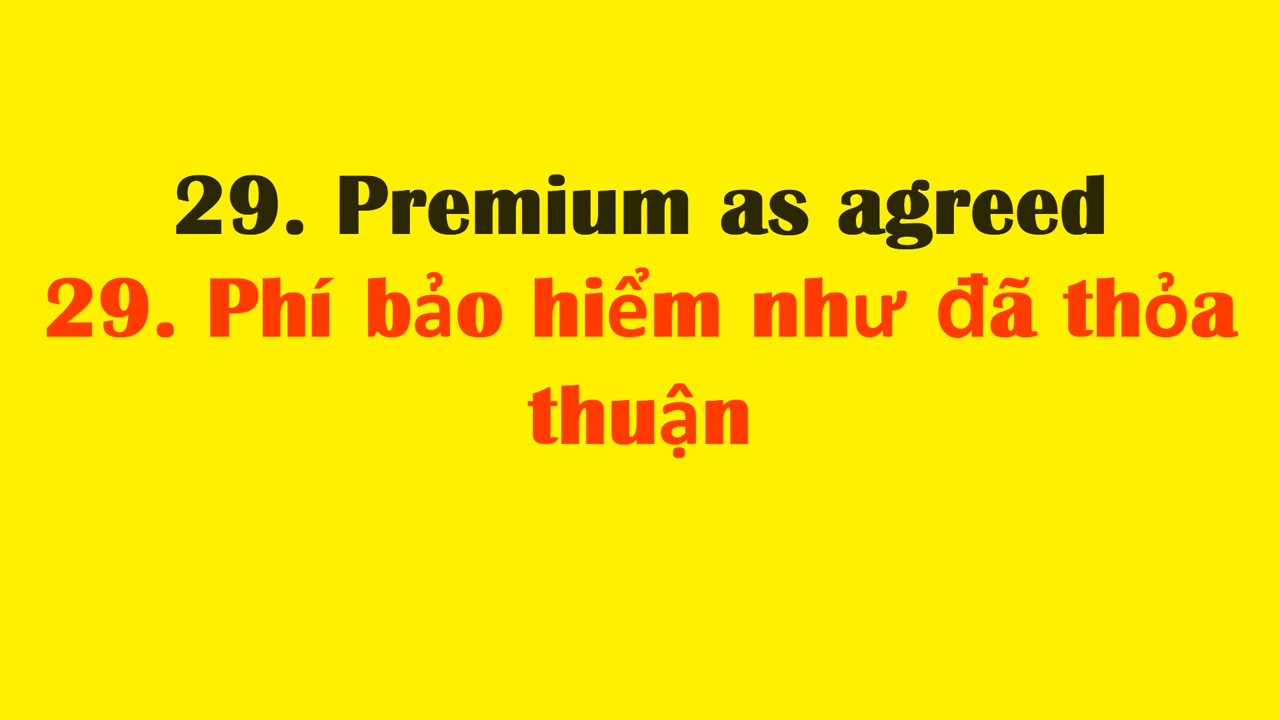 29. Premium as agreed
29. Phí bảo hiểm như đã thỏa
thuận